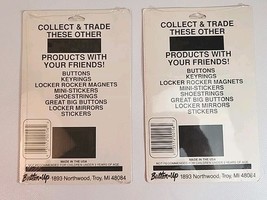 COLLECT & TRADE
THESE OTHER
PRODUCTS WITH
YOUR FRIENDS!
BUTTONS
KEYRINGS
LOCKER ROCKER MAGNETS
MINI-STICKERS
SHOESTRINGS
GREAT BIG BUTTONS
LOCKER MIRRORS
STICKERS
MADE IN THE USA
Button-Up
1893 Northwood, Troy, MI 48084
COLLECT & TRADE
THESE OTHER
PRODUCTS WITH
YOUR FRIENDS!
BUTTONS
KEYRINGS
LOCKER ROCKER MAGNETS
MINI-STICKERS
SHOESTRINGS
GREAT BIG BUTTONS
LOCKER MIRRORS
STICKERS
MADE IN THE USA
Button-Up
1893 Northwood, Troy, MI 48084